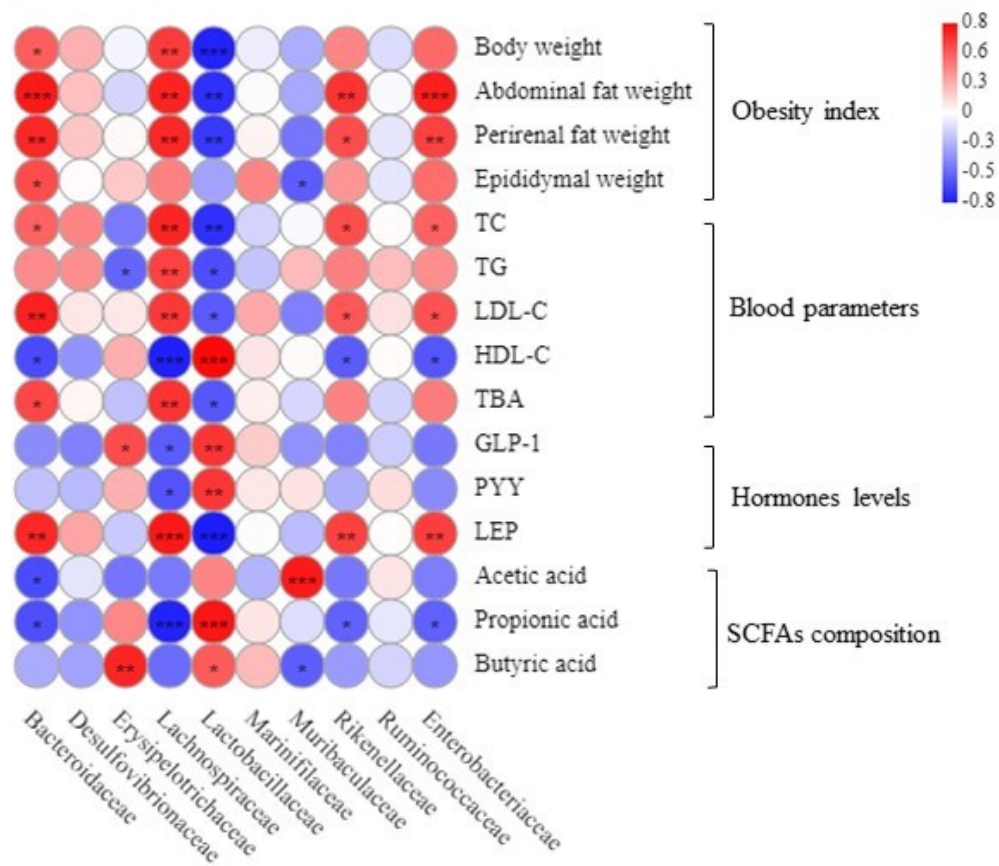 * ** *** Body weight
*** ** ** ** *** Abdominal fat weight
** ** ** * ** Perirenal fat weight
* * Epididymal weight
* ** ** * * TC
* ** * TG
** ** * * * LDL-C
* *** *** * * HDL-C
* ** * TBA
* * ** GLP-1
* ** PYY
** *** *** ** ** LEP
* *** Acetic acid
* *** *** * * Propionic acid
** * * Butyric acid
Obesity index
Blood parameters
Hormones levels
SCFAs composition
0.8
0.6
0.3
0
-0.3
-0.5
-0.8
Bacteroidaceae
Desulfovibrionaceae
Erysipelotrichaceae
Lachnospiraceae
Lactobacillaceae
Marinifilaceae
Muribaculaceae
Rikenellaceae
Ruminococcaceae
Enterobacteriaceae